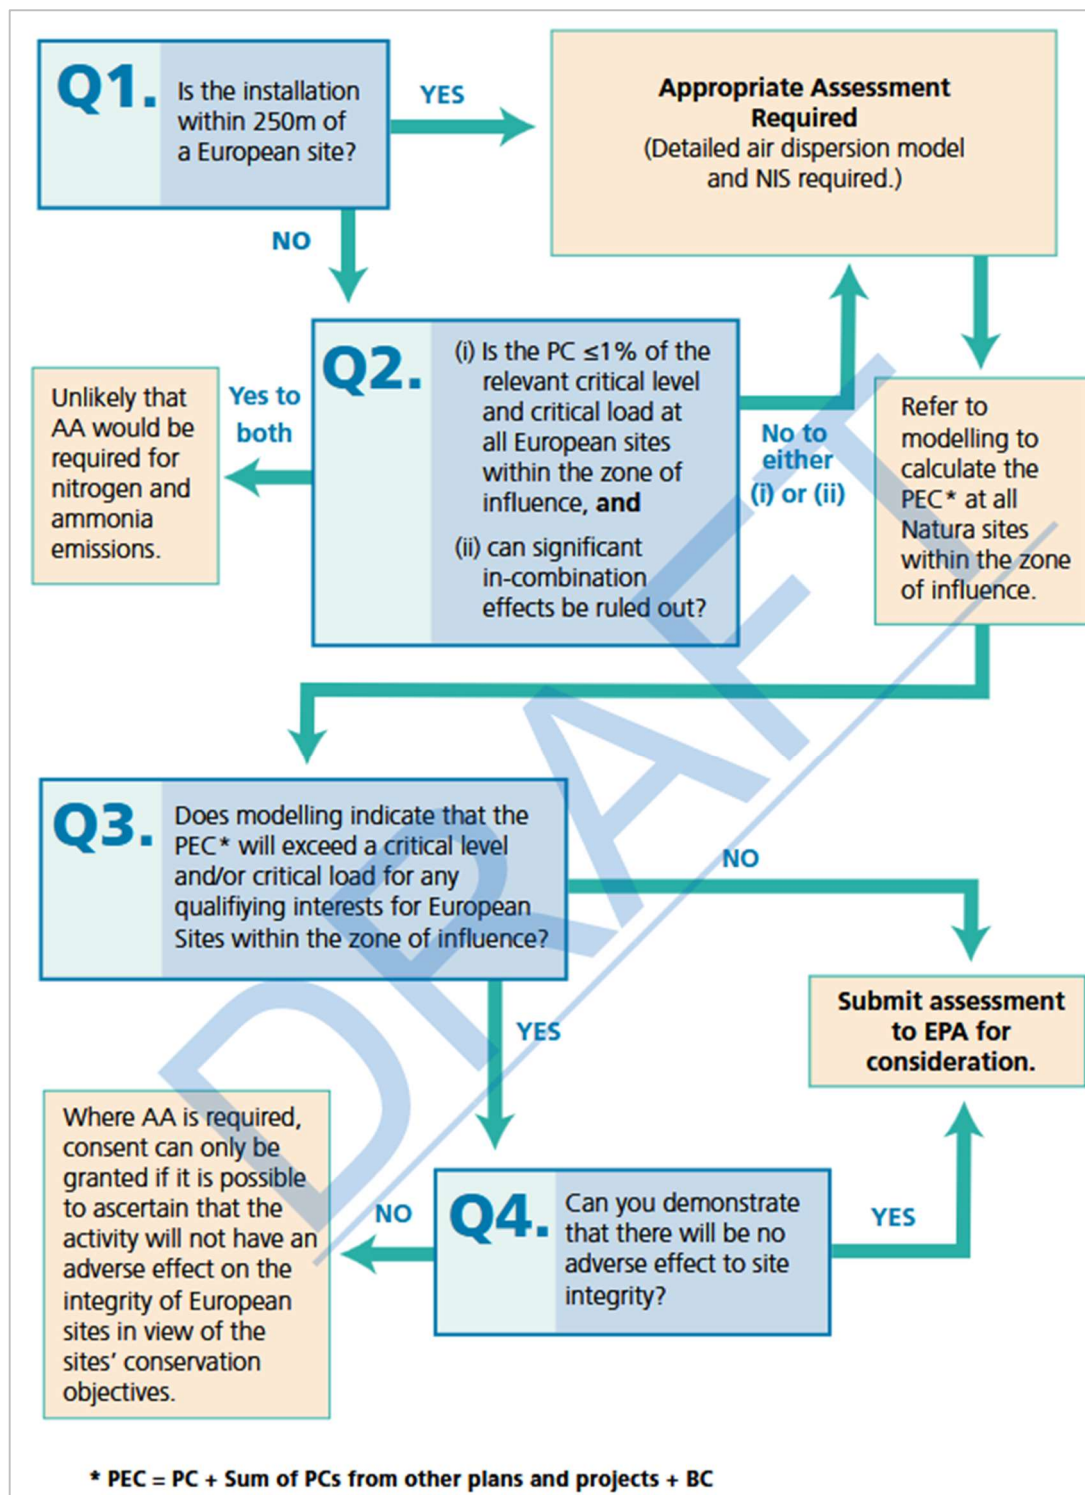 Q1.
Is the installation
within 250m of
a European site?
YES
Appropriate Assessment
Required
(Detailed air dispersion model
and NIS required.)
NO
Q2.
(i) Is the PC ≤1% of the
relevant critical level
and critical load at
all European sites
within the zone of
influence, and
(ii) can significant
in-combination
effects be ruled out?
Yes to
both
Unlikely that
AA would be
required for
nitrogen and
ammonia
emissions.
No to
either
(i) or (ii)
Refer to
modelling to
calculate the
PEC* at all
Natura sites
within the zone
of influence.
Q3.
Does modelling indicate that the
PEC* will exceed a critical level
and/or critical load for any
qualifiying interests for European
Sites within the zone of influence?
NO
YES
Submit assessment
to EPA for
consideration.
Q4.
Can you demonstrate
that there will be no
adverse effect to site
integrity?
YES
NO
Where AA is required,
consent can only be
granted if it is possible
to ascertain that the
activity will not have an
adverse effect on the
integrity of European
sites in view of the
sites’ conservation
objectives.
DRAFT
* PEC = PC + Sum of PCs from other plans and projects + BC